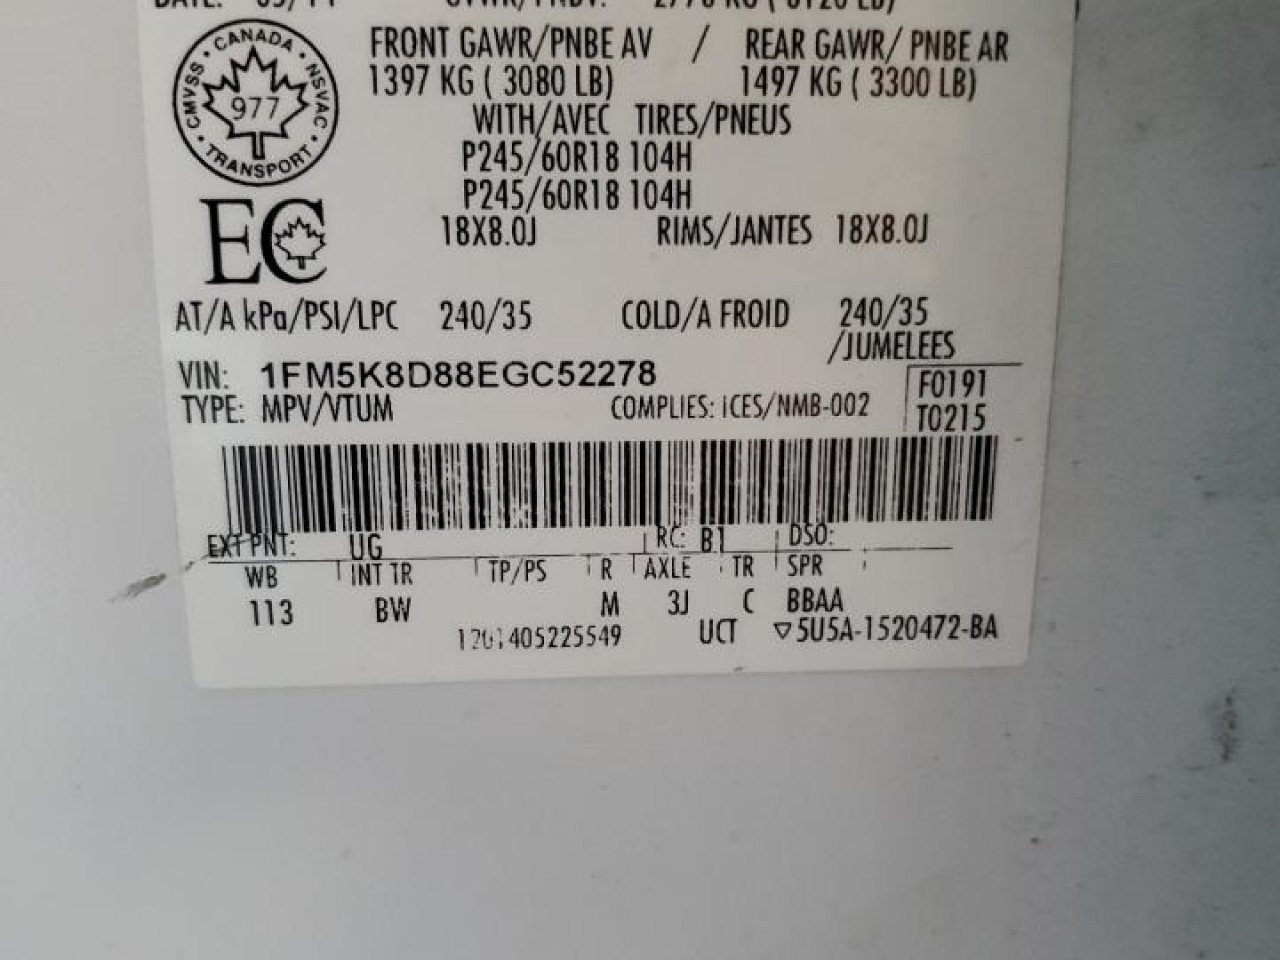 FRONT GAWR/PNBE AV / REAR GAWR/ PNBE AR
1397 KG ( 3080 LB) 1497 KG ( 3300 LB)
WITH/AVEC TIRES/PNEUS
P245/60R18 104H
P245/60R18 104H
18X8.0J RIMS/JANTES 18X8.0J
CANADA
CMVSS · NSVAC
977
TRANSPORT
EC
AT/A kPa/PSI/LPC 240/35 COLD/A FROID 240/35
/JUMELEES
VIN: 1FM5K8D88EGC52278
F0191
TYPE: MPV/VTUM COMPLIES: ICES/NMB-002
T0215
EXT PNT: UG RC: B1 DSO:
WB INT TR TP/PS R AXLE TR SPR
113 BW M 3J C BBAA
1201405225549 UCT ▽5U5A-1520472-BA